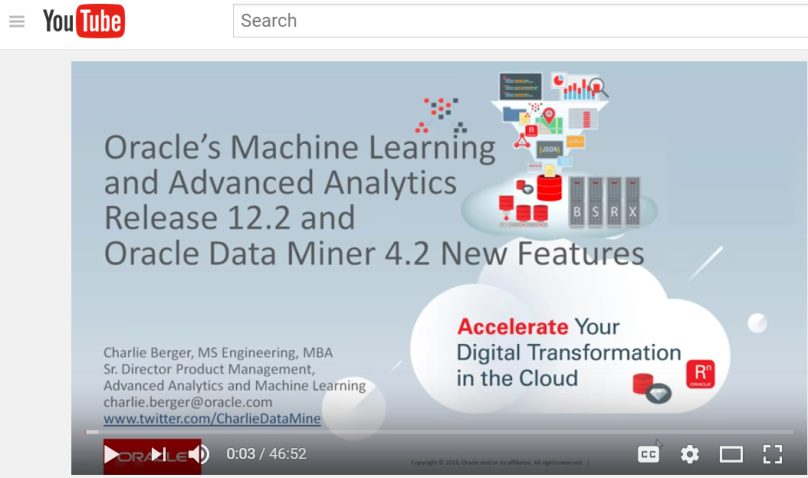 YouTube
Search
Oracle's Machine Learning
and Advanced Analytics
Release 12.2 and
Oracle Data Miner 4.2 New Features
R
{JSON}
B S R X
Accelerate Your
Digital Transformation
in the Cloud
R
ORACLE
Charlie Berger, MS Engineering, MBA
Sr. Director Product Management,
Advanced Analytics and Machine Learning
charlie.berger@oracle.com
www.twitter.com/CharlieDataMine
ORACLE
0:03 / 46:52
Copyright © 2016, Oracle and/or its affiliates. All rights reserved. |
CC